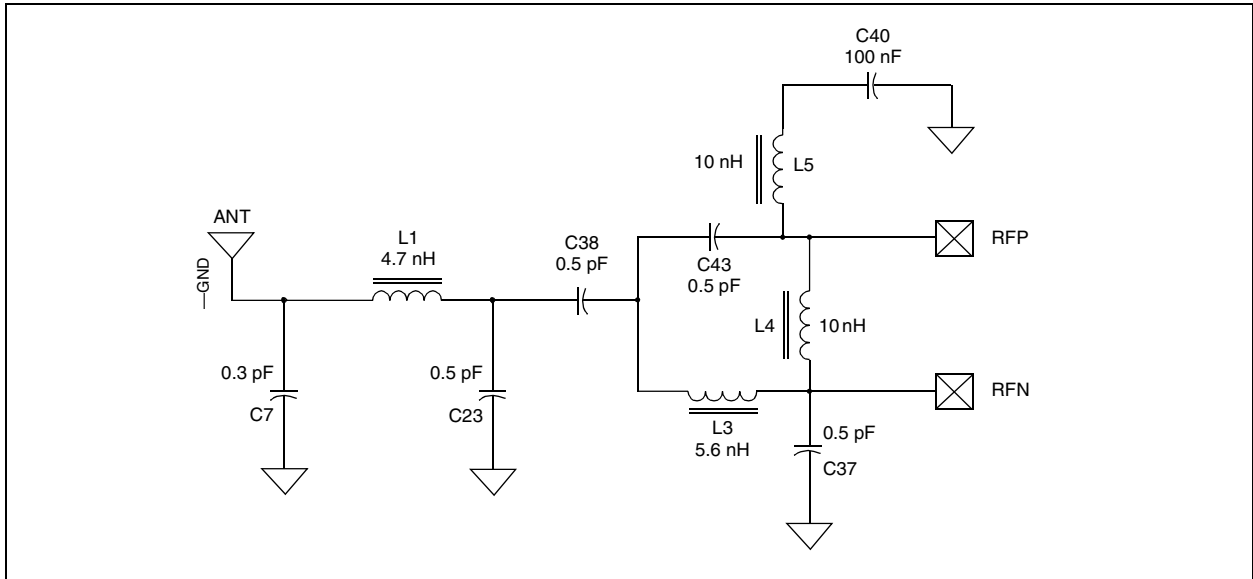 C40
100 nF
10 nH
L5
ANT
GND
L1
4.7 nH
C38
0.5 pF
C43
0.5 pF
RFP
L4
10 nH
0.3 pF
C7
0.5 pF
C23
L3
5.6 nH
RFN
0.5 pF
C37